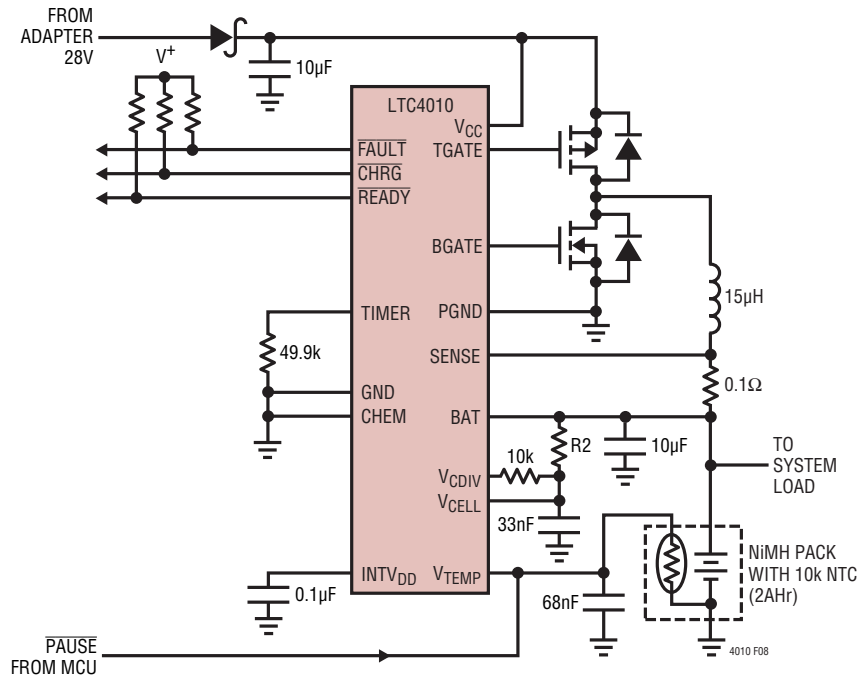 FROM
ADAPTER
28V
V+
10µF
LTC4010
VCC
FAULT
TGATE
CHRG
READY
BGATE
TIMER
PGND
15µH
49.9k
SENSE
0.1Ω
GND
CHEM
BAT
R2
10µF
TO
SYSTEM
LOAD
10k
VCDIV
VCELL
33nF
INTVDD
VTEMP
0.1µF
68nF
NiMH PACK
WITH 10k NTC
(2AHr)
PAUSE
FROM MCU
4010 F08